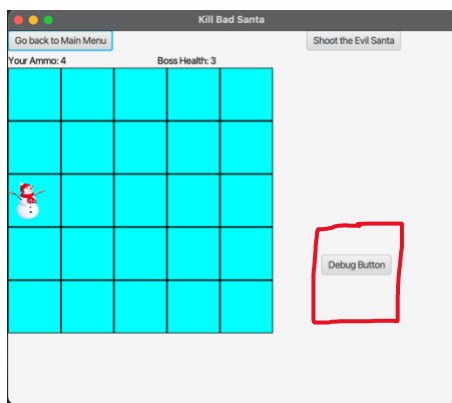 Kill Bad Santa
Go back to Main Menu Shoot the Evil Santa
Your Ammo: 4 Boss Health: 3
Debug Button